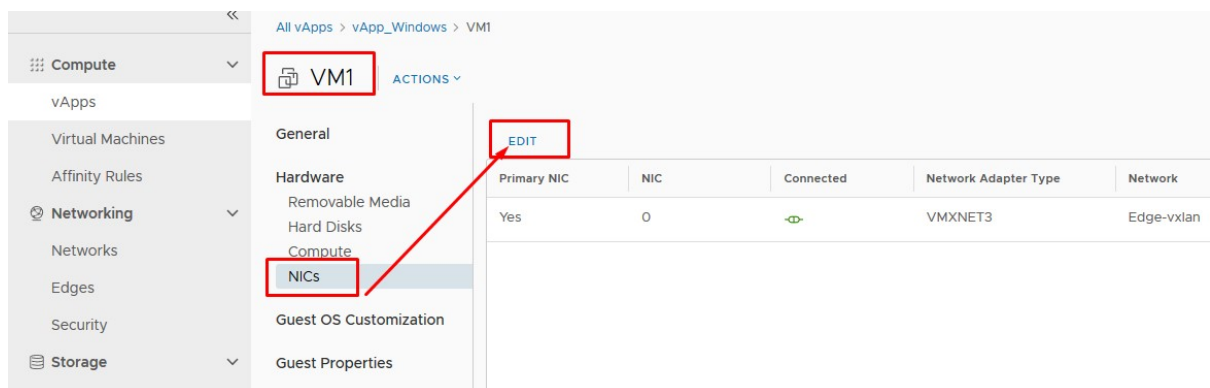 All vApps > vApp_Windows > VM1
Compute
vApps
Virtual Machines
Affinity Rules
Networking
Networks
Edges
Security
Storage
VM1
ACTIONS
General
Hardware
Removable Media
Hard Disks
Compute
NICs
Guest OS Customization
Guest Properties
EDIT
Primary NIC NIC Connected Network Adapter Type Network
Yes 0 VMXNET3 Edge-vxlan